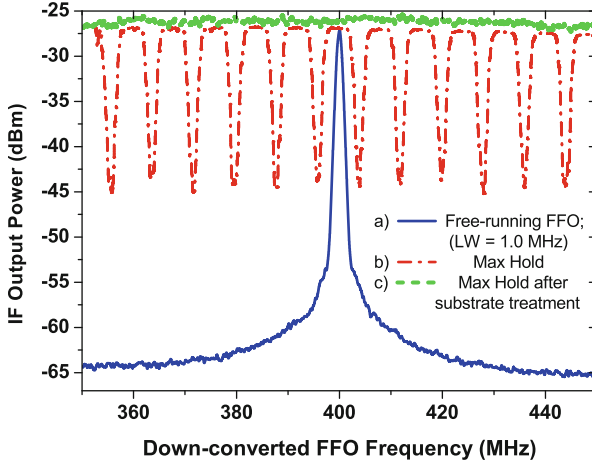 -25
-30
-35
-40
-45
-50
-55
-60
-65
IF Output Power (dBm)
a) Free-running FFO;
(LW = 1.0 MHz)
b) Max Hold
c) Max Hold after
substrate treatment
360 380 400 420 440
Down-converted FFO Frequency (MHz)